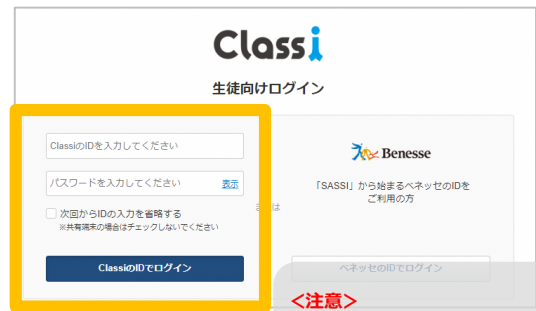 Classi
生徒向けログイン
ClassiのIDを入力してください
パスワードを入力してください 表示
次回からIDの入力を省略する
※共有端末の場合はチェックしないでください
ClassiのIDでログイン
または
Benesse
「SASSI」から始まるベネッセのIDを
ご利用の方
ベネッセのIDでログイン
<注意>